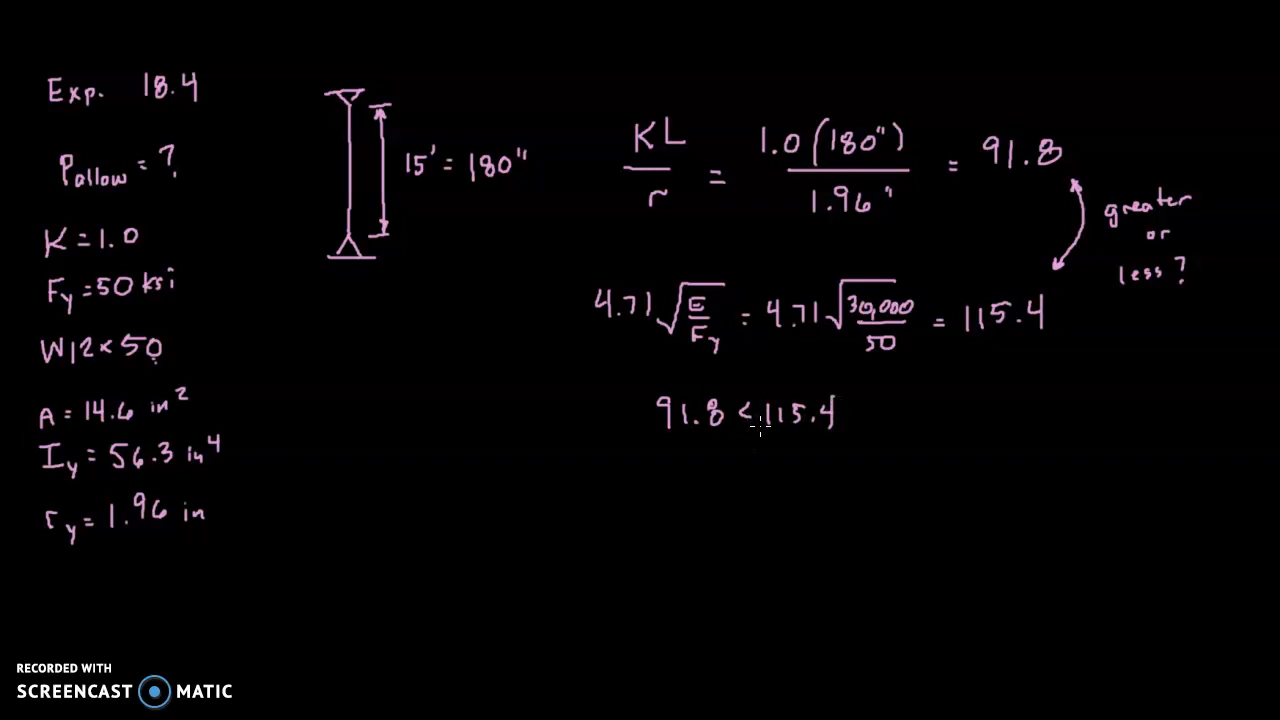 Exp. 18.4
Pallow = ?
K = 1.0
Fy = 50 ksi
W12 x 50
A = 14.6 in²
Iy = 56.3 in⁴
ry = 1.96 in
15' = 180"
KL / r = 1.0 (180") / 1.96" = 91.8
greater
or
less ?
4.71 √(E / Fy) = 4.71 √(30,000 / 50) = 115.4
91.8 < 115.4
RECORDED WITH
SCREENCAST MATIC